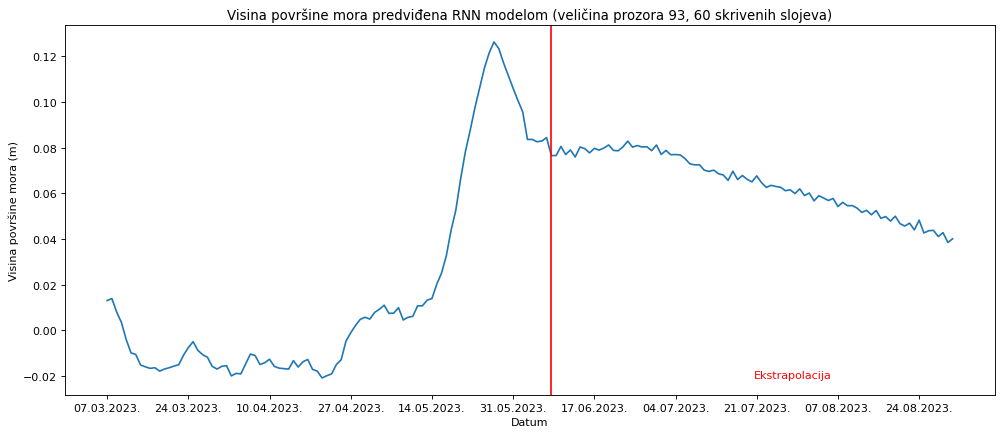 Visina površine mora predviđena RNN modelom (veličina prozora 93, 60 skrivenih slojeva)
Visina površine mora (m)
0.12
0.10
0.08
0.06
0.04
0.02
0.00
−0.02
Ekstrapolacija
07.03.2023. 24.03.2023. 10.04.2023. 27.04.2023. 14.05.2023. 31.05.2023. 17.06.2023. 04.07.2023. 21.07.2023. 07.08.2023. 24.08.2023.
Datum